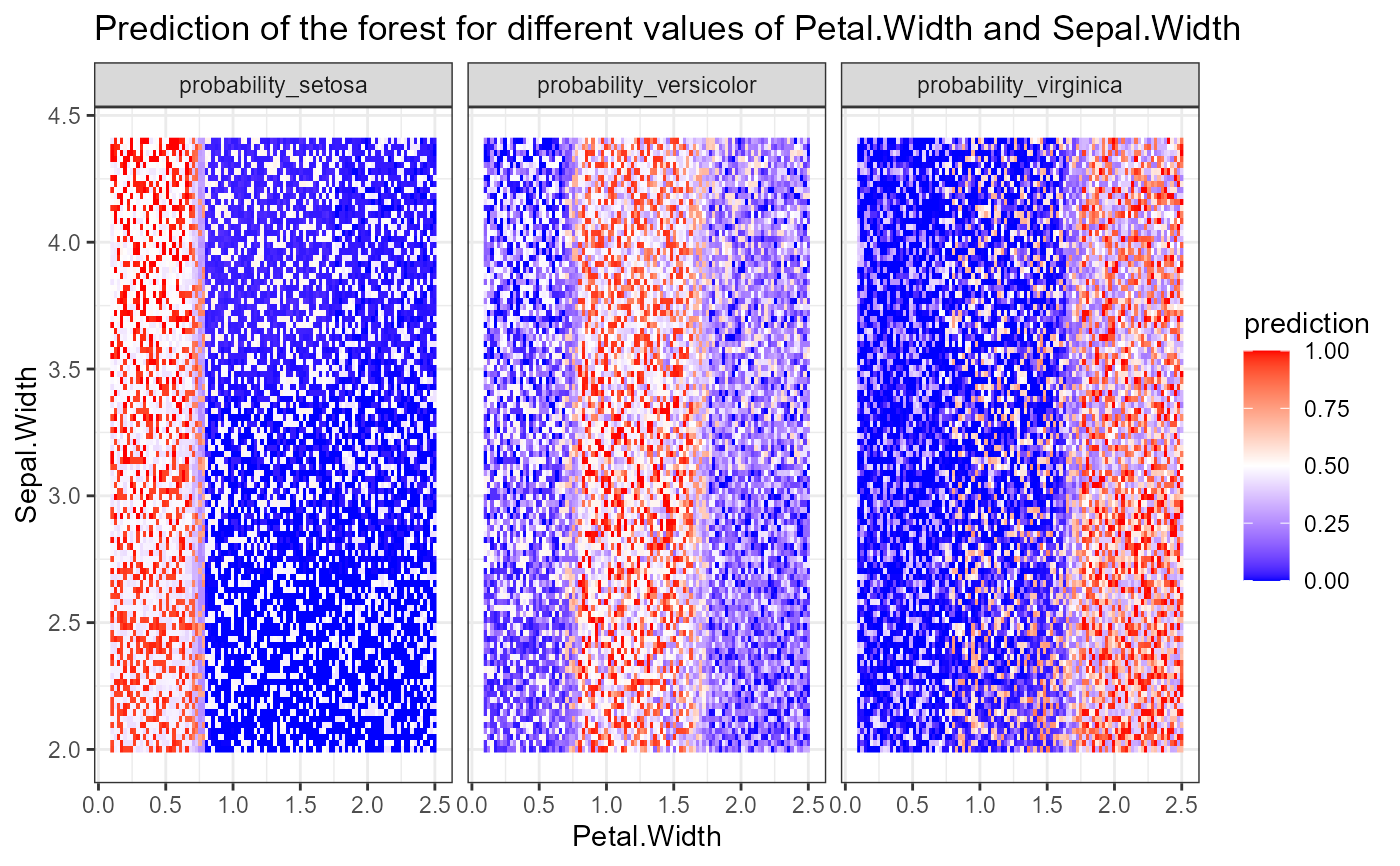 Prediction of the forest for different values of Petal.Width and Sepal.Width
probability_setosa
probability_versicolor
probability_virginica
4.5
4.0
3.5
3.0
2.5
2.0
Sepal.Width
0.0 0.5 1.0 1.5 2.0 2.5
0.0 0.5 1.0 1.5 2.0 2.5
0.0 0.5 1.0 1.5 2.0 2.5
Petal.Width
prediction
1.00
0.75
0.50
0.25
0.00